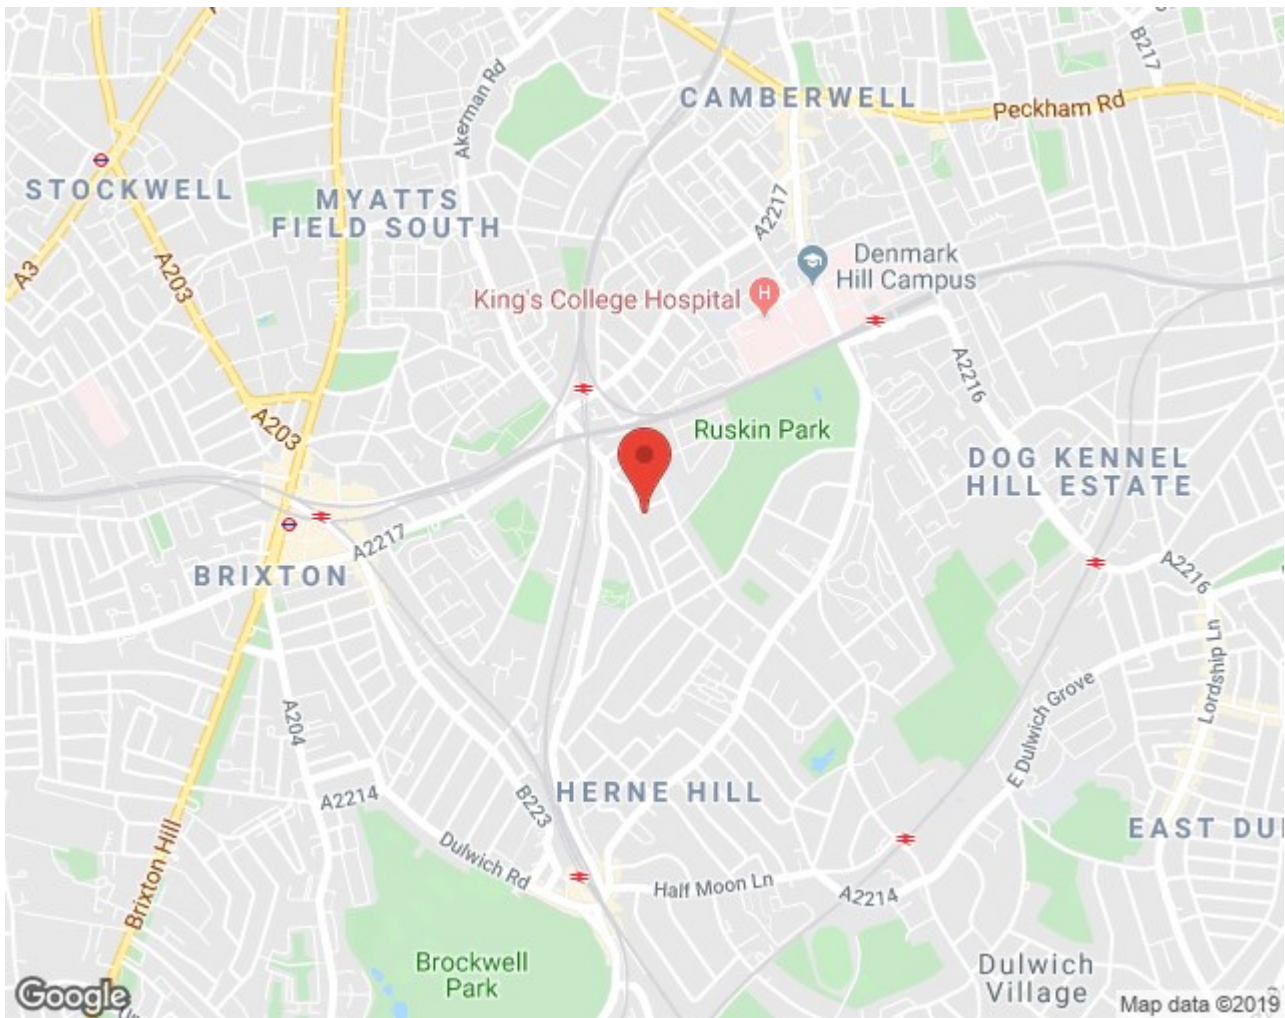 B217
CAMBERWELL
Peckham Rd
Akerman Rd
STOCKWELL
MYATTS
FIELD SOUTH
A2217
A3
A203
Denmark
Hill Campus
King's College Hospital
H
A2216
A203
Ruskin Park
DOG KENNEL
HILL ESTATE
A2217
BRIXTON
A2216
Lordship Ln
A204
E Dulwich Grove
A2214
B223
HERNE HILL
EAST DU
Brixton Hill
Dulwich Rd
Half Moon Ln
A2214
Brockwell
Park
Dulwich
Village
Google
Map data ©2019